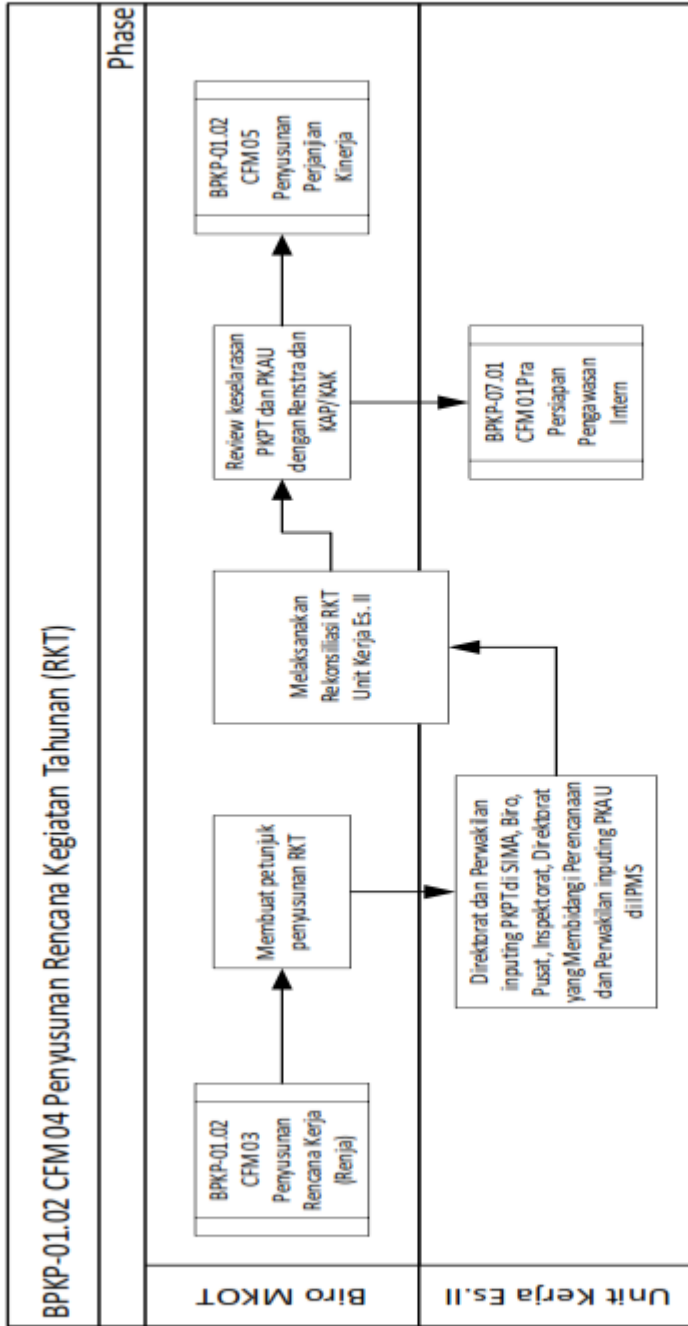 BPKP-01.02 CFM 04 Penyusunan Rencana Kegiatan Tahunan (RKT)
Phase
Biro MKOT
BPKP-01.02
CFM 03
Penyusunan
Rencana Kerja
(Renja)
Membuat petunjuk
penyusunan RKT
Melaksanakan
Rekonsiliasi RKT
Unit Kerja Es. II
Review keselarasan
PKPT dan PKAU
dengan Renstra dan
KAP/KAK
BPKP-01.02
CFM 05
Penyusunan
Perjanjian
Kinerja
Unit Kerja Es.II
Direktorat dan Perwakilan
inputing PKPT di SIMA, Biro,
Pusat, Inspektorat, Direktorat
yang Membidangi Perencanaan
dan Perwakilan inputing PKAU
di IPMS
BPKP-07.01
CFM 01 Pra
Persiapan
Pengawasan
Intern